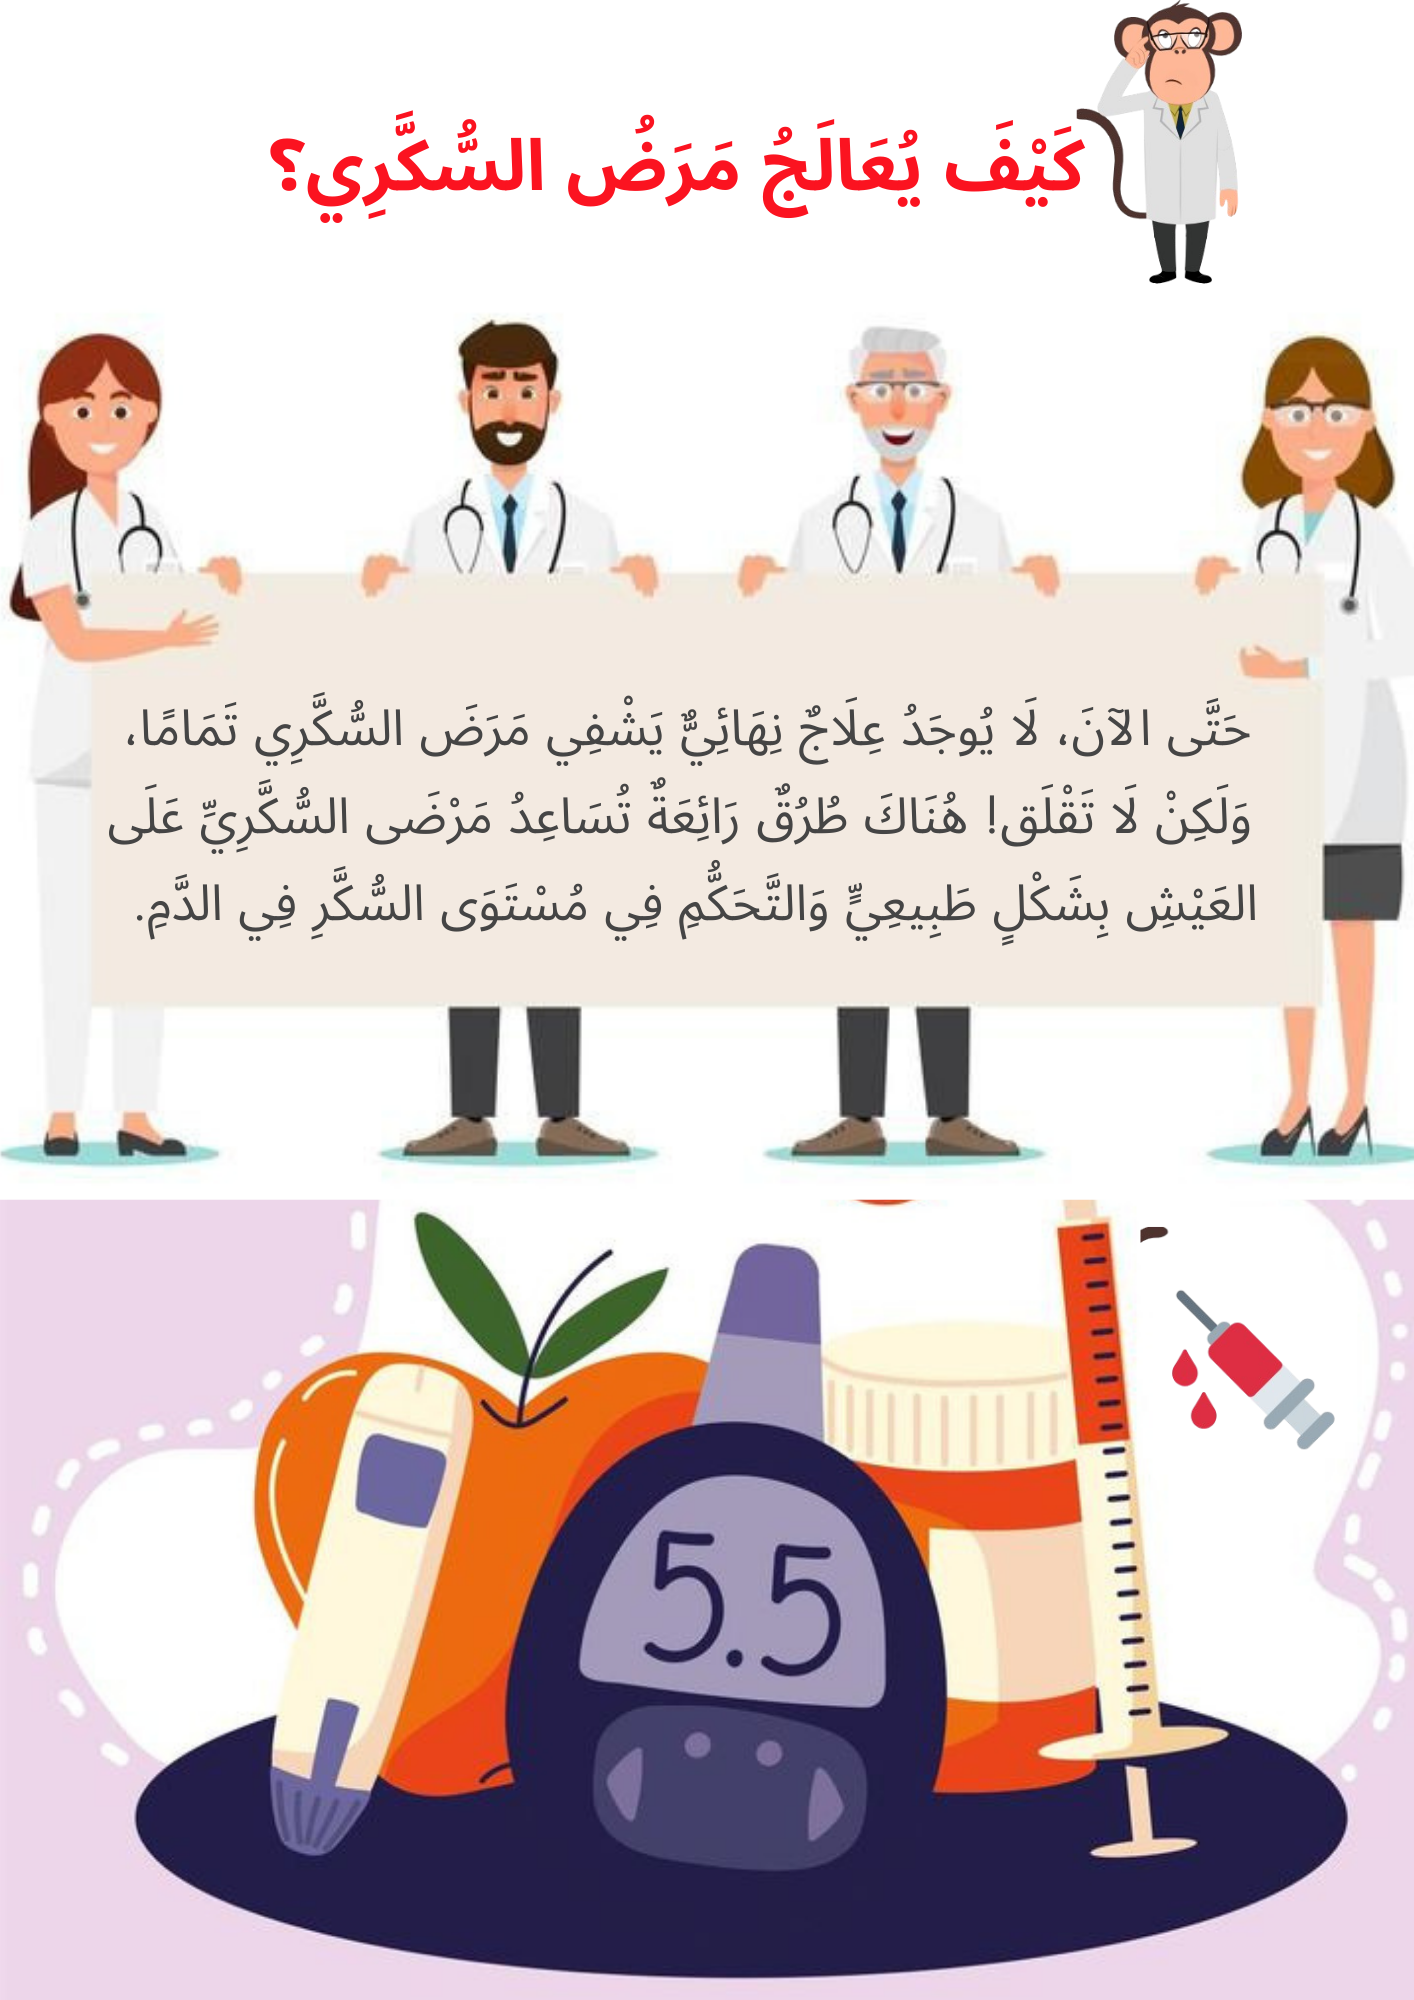 كَيْفَ يُعَالَجُ مَرَضُ السُّكَّرِي؟
حَتَّى الآنَ، لَا يُوجَدُ عِلَاجٌ نِهَائِيٌّ يَشْفِي مَرَضَ السُّكَّرِي تَمَامًا،
وَلَكِنْ لَا تَقْلَق! هُنَاكَ طُرُقٌ رَائِعَةٌ تُسَاعِدُ مَرْضَى السُّكَّرِيِّ عَلَى
العَيْشِ بِشَكْلٍ طَبِيعِيٍّ وَالتَّحَكُّمِ فِي مُسْتَوَى السُّكَّرِ فِي الدَّمِ.
5.5